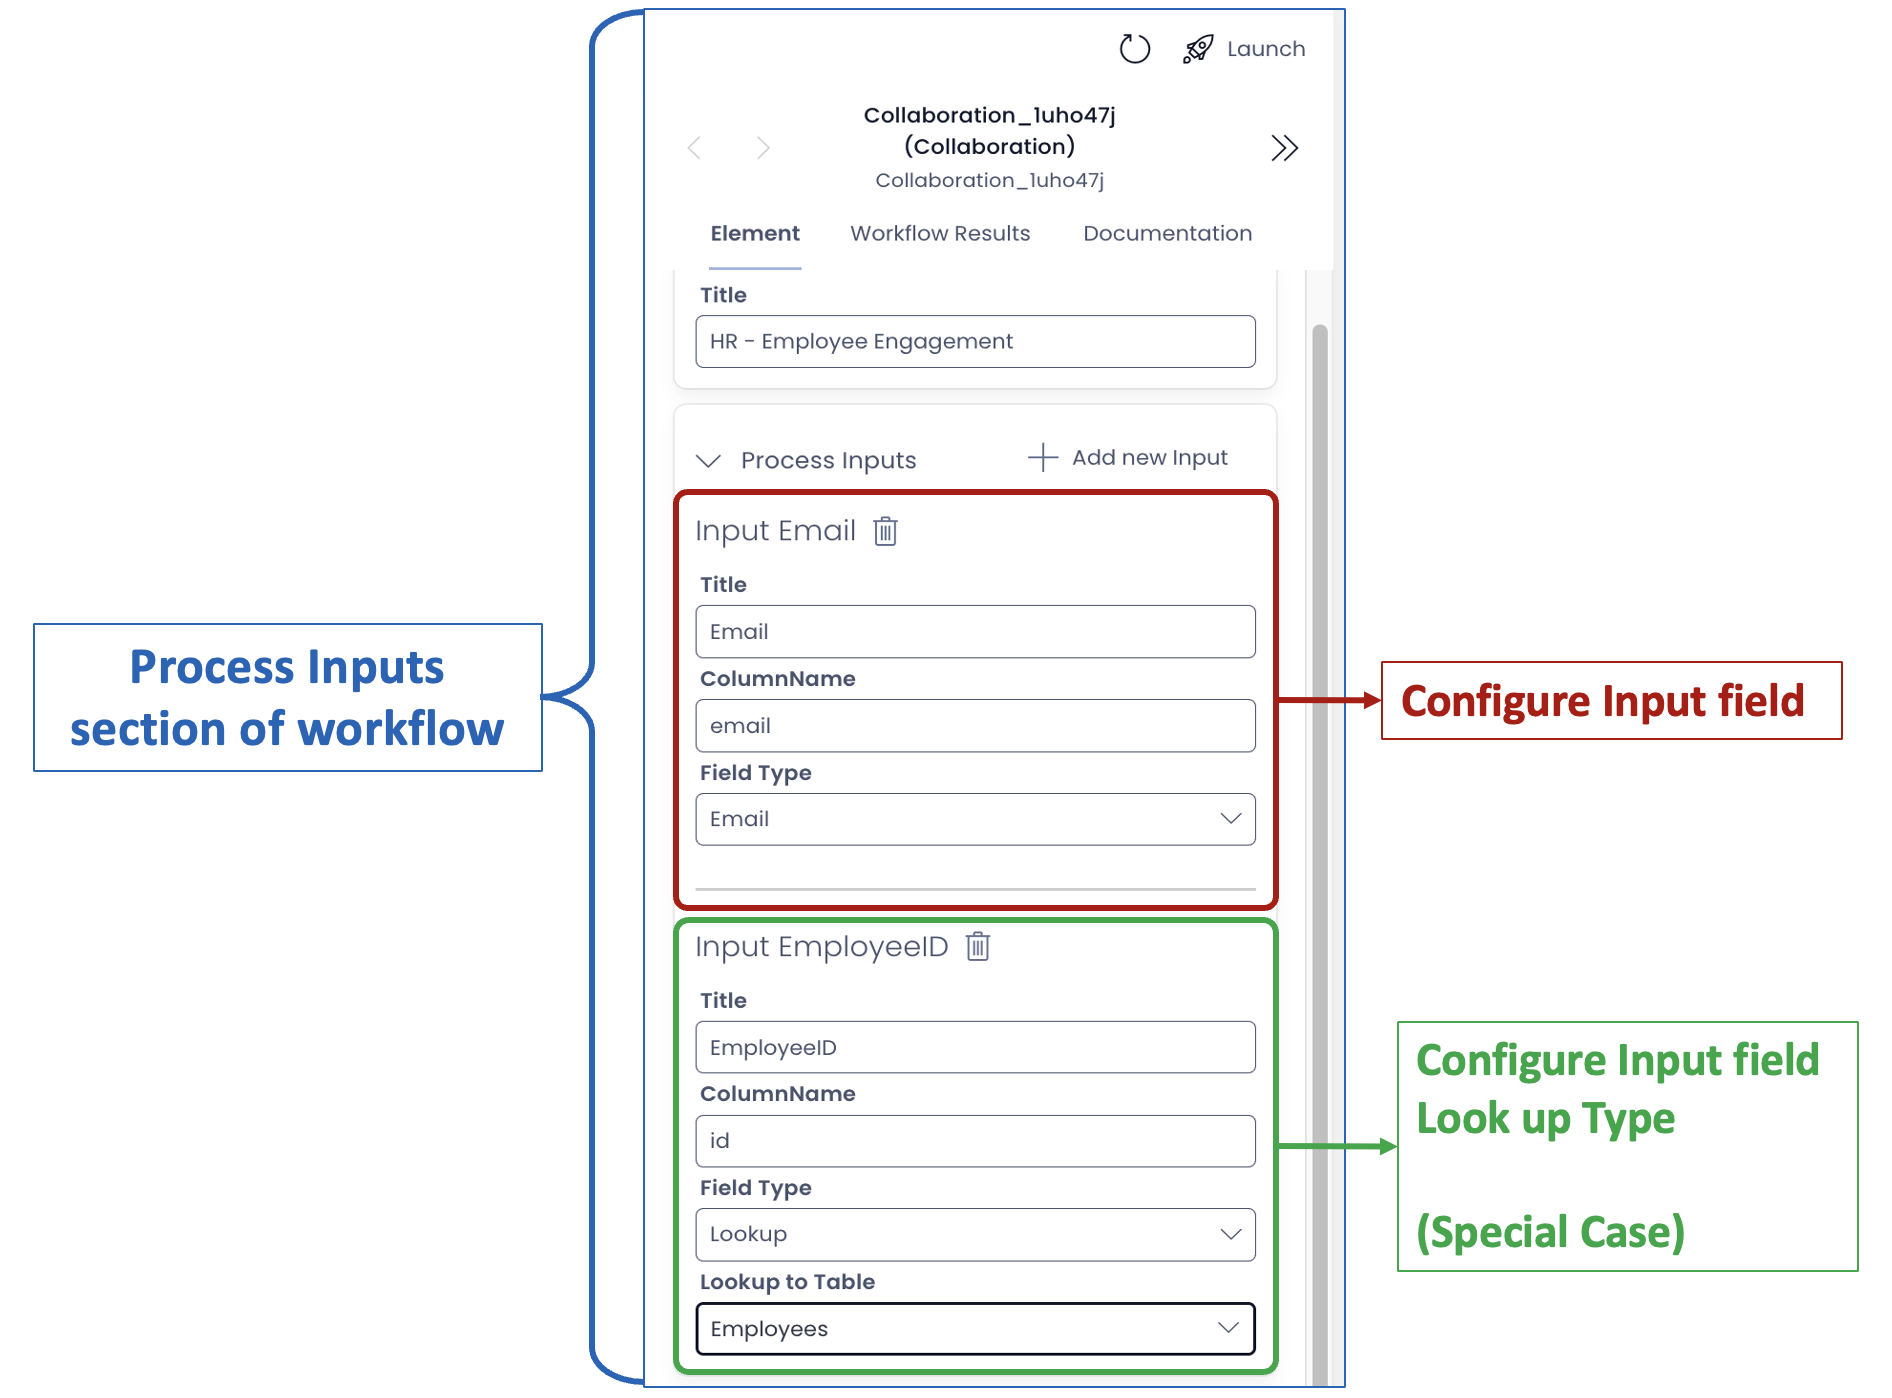 Launch
Collaboration_1uho47j
(Collaboration)
Collaboration_1uho47j
Element Workflow Results Documentation
Title
HR - Employee Engagement
Process Inputs Add new Input
Input Email
Title
Email
ColumnName
email
Field Type
Email
Input EmployeeID
Title
EmployeeID
ColumnName
id
Field Type
Lookup
Lookup to Table
Employees
Process Inputs
section of workflow
Configure Input field
Configure Input field
Look up Type
(Special Case)